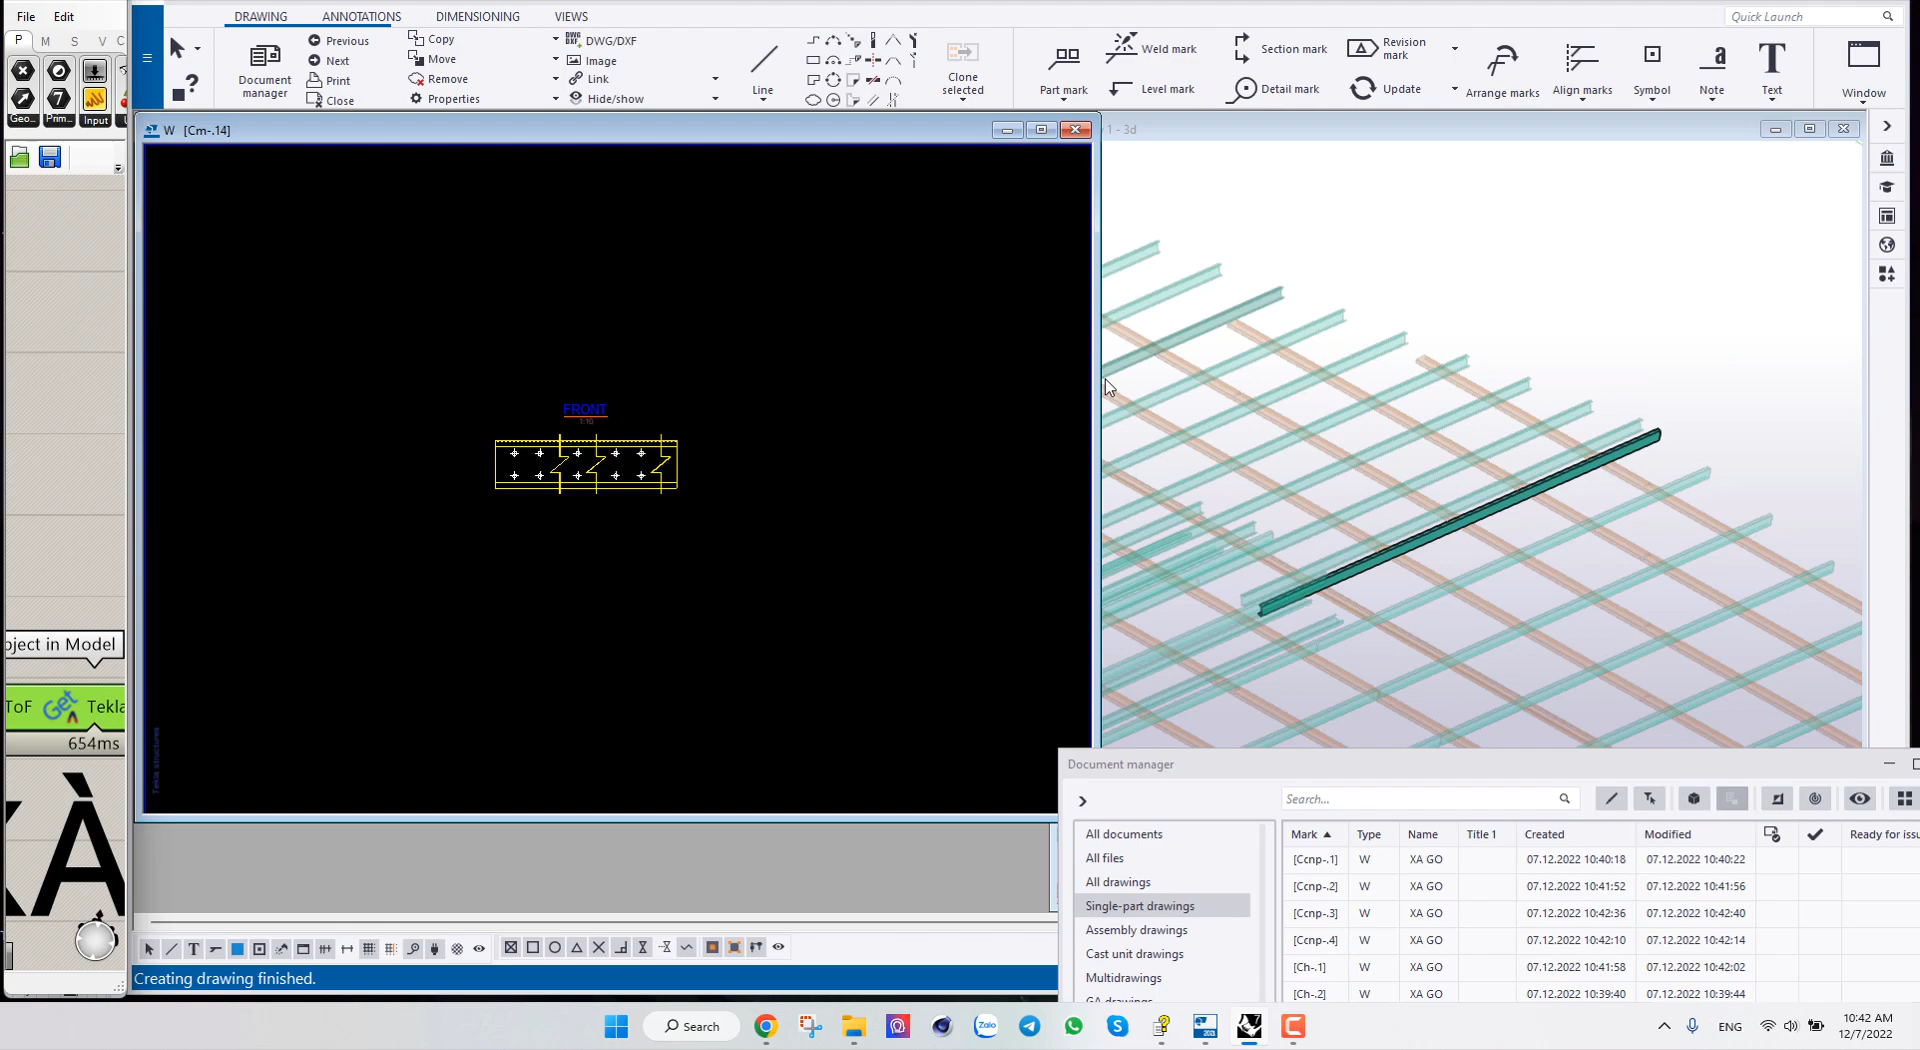 File Edit
DRAWING ANNOTATIONS DIMENSIONING VIEWS
Quick Launch
P M S V C
Previous
Next
Print
Close
Document
manager
Copy
Move
Remove
Properties
DWG/DXF
Image
Link
Hide/show
Line
Clone
selected
Part mark
Weld mark
Level mark
Section mark
Detail mark
Revision
mark
Update
Arrange marks
Align marks
Symbol
Note
Text
Window
Geo... Prim... Input
W [Cm-.14]
1 - 3d
FRONT
1:10
Tekla structures
bject in Model
ToF Get Tekla
654ms
À
Creating drawing finished.
Document manager
Search...
All documents
All files
All drawings
Single-part drawings
Assembly drawings
Cast unit drawings
Multidrawings
GA drawings
Mark Type Name Title 1 Created Modified Ready for issu
[Ccnp-.1] W XA GO 07.12.2022 10:40:18 07.12.2022 10:40:22
[Ccnp-.2] W XA GO 07.12.2022 10:41:52 07.12.2022 10:41:56
[Ccnp-.3] W XA GO 07.12.2022 10:42:36 07.12.2022 10:42:40
[Ccnp-.4] W XA GO 07.12.2022 10:42:10 07.12.2022 10:42:14
[Ch-.1] W XA GO 07.12.2022 10:41:58 07.12.2022 10:42:02
[Ch-.2] W XA GO 07.12.2022 10:39:40 07.12.2022 10:39:44
Search
Zalo
ENG
10:42 AM
12/7/2022